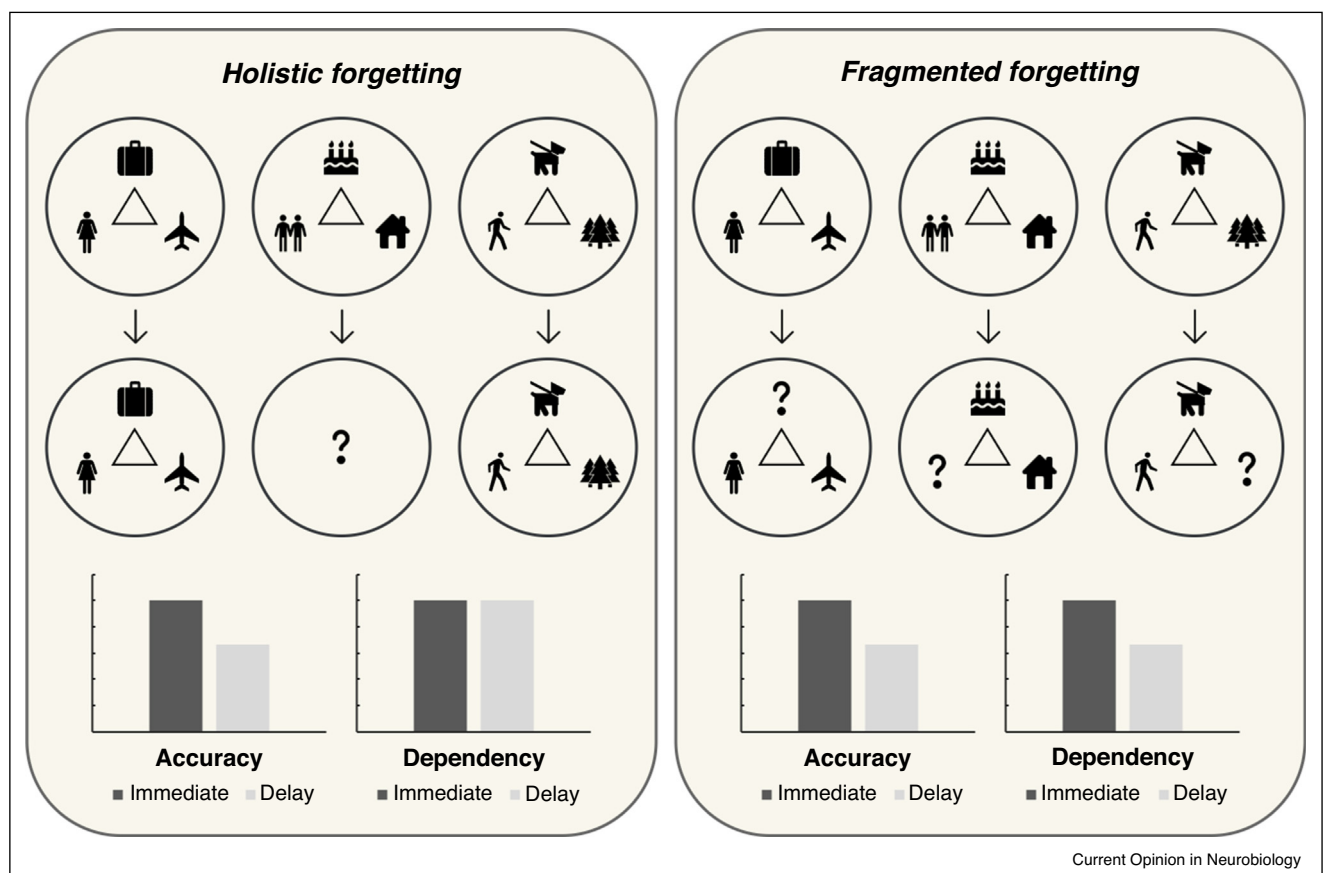 Holistic forgetting
?
Accuracy
Immediate Delay
Dependency
Immediate Delay
Fragmented forgetting
?
?
?
Accuracy
Immediate Delay
Dependency
Immediate Delay
Current Opinion in Neurobiology